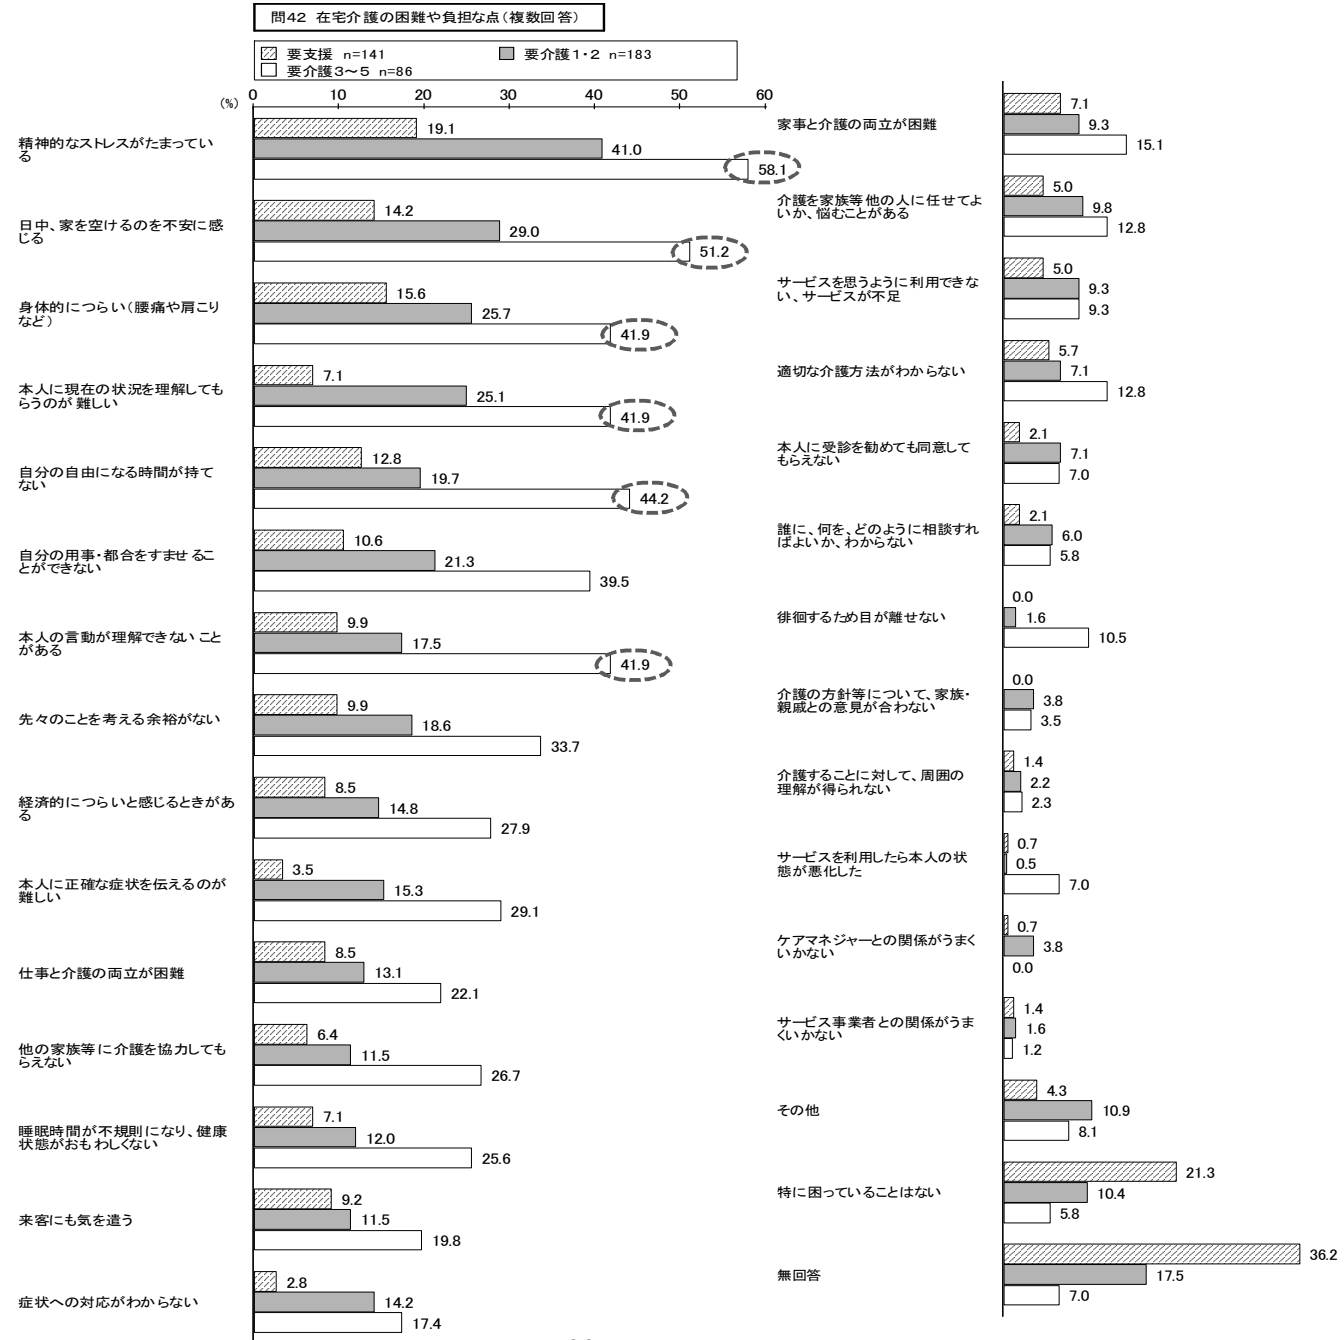 問42 在宅介護の困難や負担な点(複数回答)
要支援 n=141
要介護1・2 n=183
要介護3～5 n=86
(%)
0 10 20 30 40 50 60
精神的なストレスがたまってい
る
19.1
41.0
58.1
日中、家を空けるのを不安に感
じる
14.2
29.0
51.2
身体的につらい(腰痛や肩こり
など)
15.6
25.7
41.9
本人に現在の状況を理解しても
らうのが難しい
7.1
25.1
41.9
自分の自由になる時間が持て
ない
12.8
19.7
44.2
自分の用事・都合をすませるこ
とができない
10.6
21.3
39.5
本人の言動が理解できないこと
がある
9.9
17.5
41.9
先々のことを考える余裕がない
9.9
18.6
33.7
経済的につらいと感じるときがあ
る
8.5
14.8
27.9
本人に正確な症状を伝えるのが
難しい
3.5
15.3
29.1
仕事と介護の両立が困難
8.5
13.1
22.1
他の家族等に介護を協力しても
らえない
6.4
11.5
26.7
睡眠時間が不規則になり、健康
状態がおもわしくない
7.1
12.0
25.6
来客にも気を遣う
9.2
11.5
19.8
症状への対応がわからない
2.8
14.2
17.4
家事と介護の両立が困難
7.1
9.3
15.1
介護を家族等他の人に任せてよ
いか、悩むことがある
5.0
9.8
12.8
サービスを思うように利用できな
い、サービスが不足
5.0
9.3
9.3
適切な介護方法がわからない
5.7
7.1
12.8
本人に受診を勧めても同意して
もらえない
2.1
7.1
7.0
誰に、何を、どのように相談すれ
ばよいか、わからない
2.1
6.0
5.8
徘徊するため目が離せない
0.0
1.6
10.5
介護の方針等について、家族・
親戚との意見が合わない
0.0
3.8
3.5
介護することに対して、周囲の
理解が得られない
1.4
2.2
2.3
サービスを利用したら本人の状
態が悪化した
0.7
0.5
7.0
ケアマネジャーとの関係がうまく
いかない
0.7
3.8
0.0
サービス事業者との関係がうま
くいかない
1.4
1.6
1.2
その他
4.3
10.9
8.1
特に困っていることはない
21.3
10.4
5.8
無回答
36.2
17.5
7.0